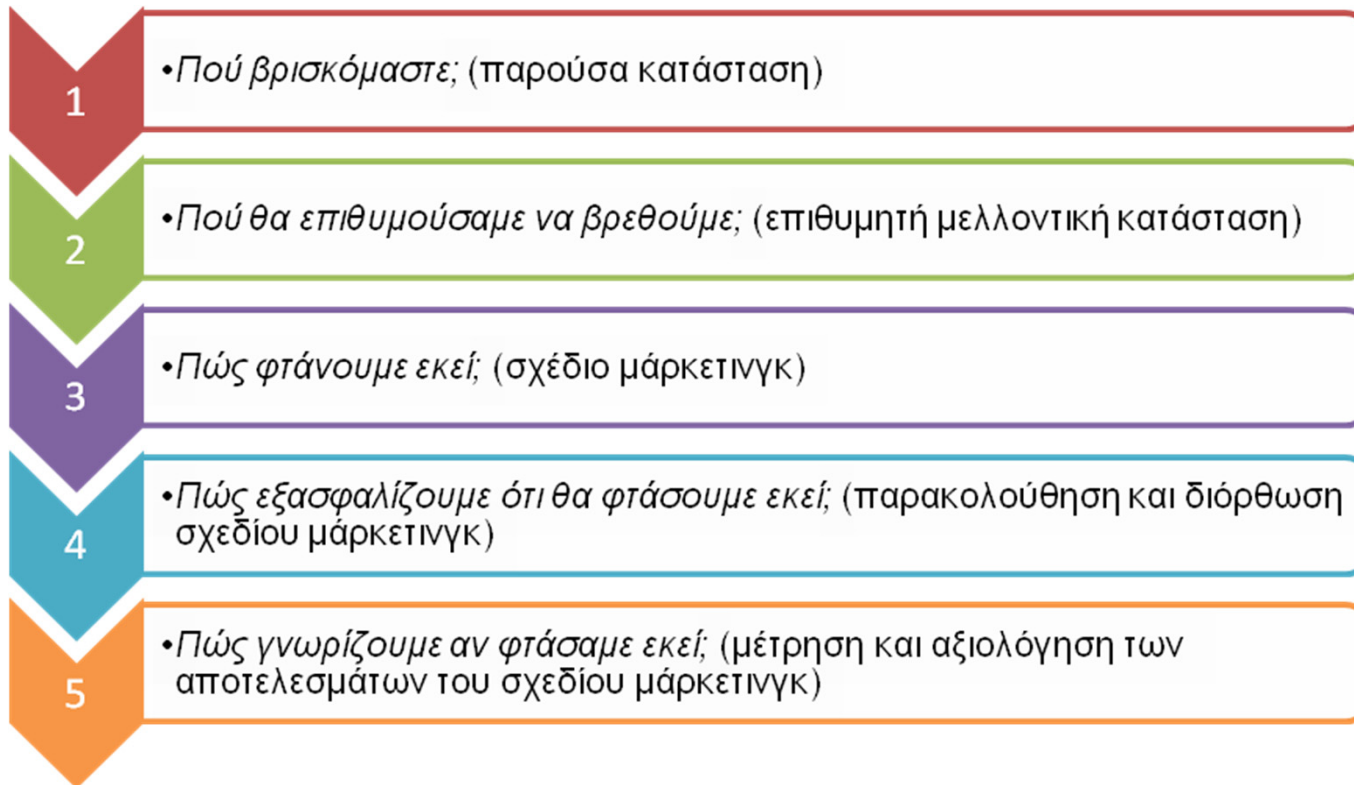 1
•Πού βρισκόμαστε; (παρούσα κατάσταση)
2
•Πού θα επιθυμούσαμε να βρεθούμε; (επιθυμητή μελλοντική κατάσταση)
3
•Πώς φτάνουμε εκεί; (σχέδιο μάρκετινγκ)
4
•Πώς εξασφαλίζουμε ότι θα φτάσουμε εκεί; (παρακολούθηση και διόρθωση
σχεδίου μάρκετινγκ)
5
•Πώς γνωρίζουμε αν φτάσαμε εκεί; (μέτρηση και αξιολόγηση των
αποτελεσμάτων του σχεδίου μάρκετινγκ)